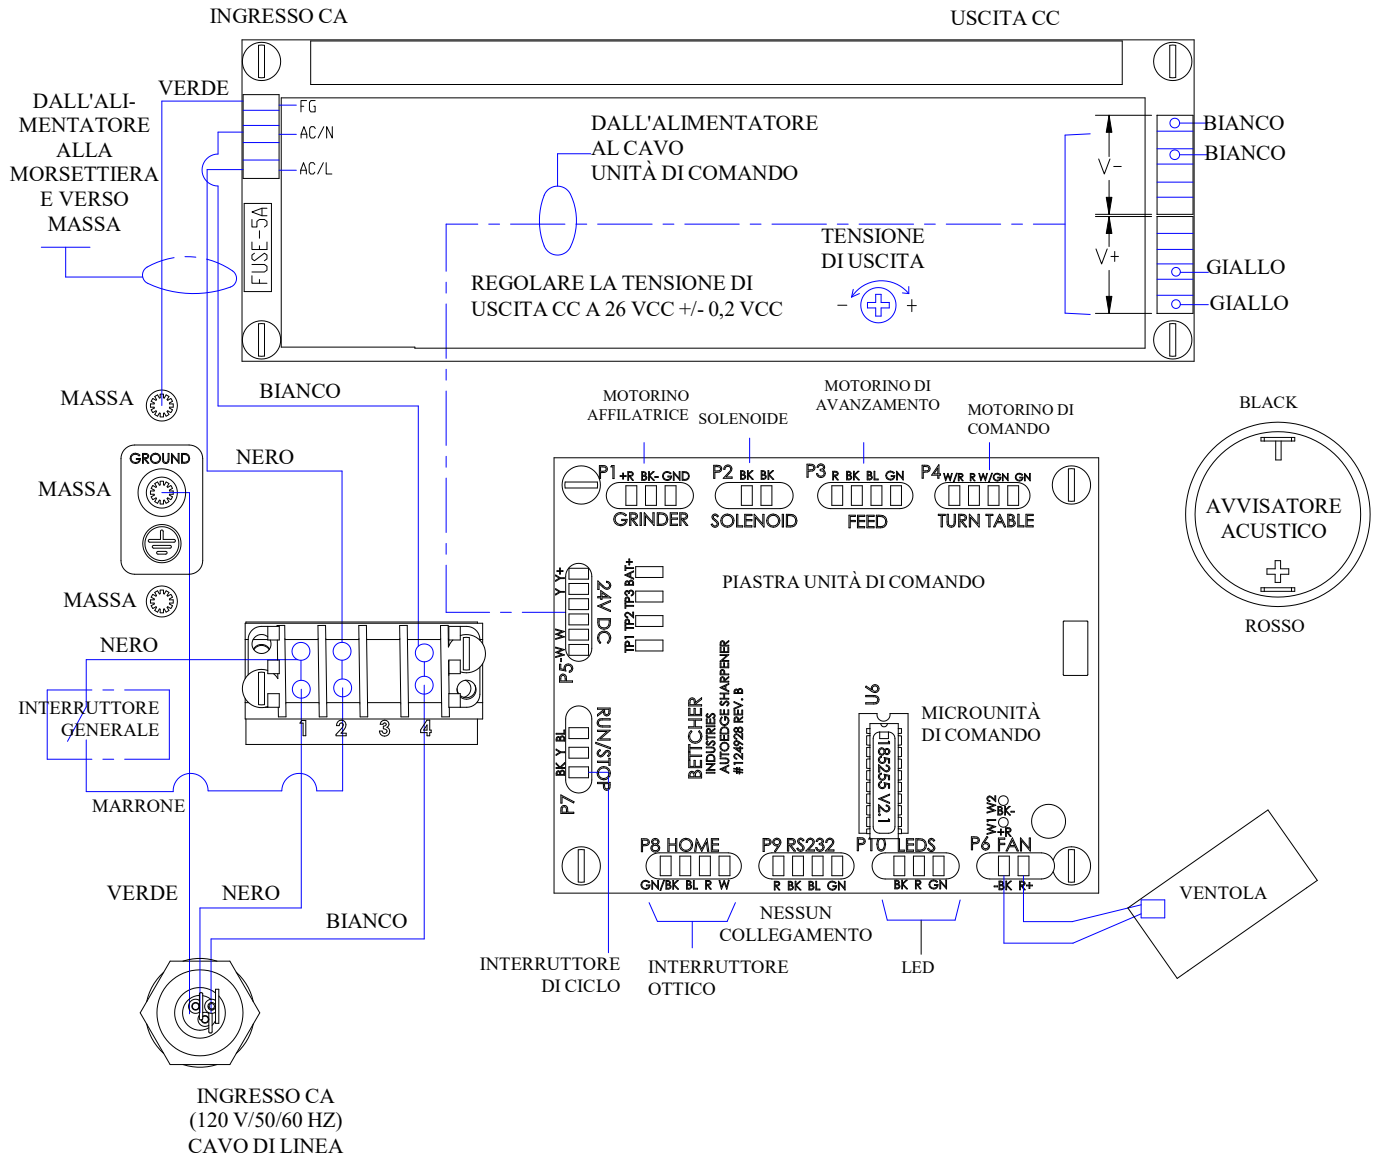 INGRESSO CA
USCITA CC
VERDE
DALL'ALI-
MENTATORE
ALLA
MORSETTIERA
E VERSO
MASSA
FG
AC/N
AC/L
FUSE-5A
DALL'ALIMENTATORE
AL CAVO
UNITÀ DI COMANDO
BIANCO
BIANCO
V-
V+
TENSIONE
DI USCITA
- +
GIALLO
GIALLO
REGOLARE LA TENSIONE DI
USCITA CC A 26 VCC +/- 0,2 VCC
MASSA
BIANCO
MOTORINO
AFFILATRICE
SOLENOIDE
MOTORINO DI
AVANZAMENTO
MOTORINO DI
COMANDO
BLACK
GROUND
NERO
MASSA
P1 +R BK- GND
GRINDER
P2 BK BK
SOLENOID
P3 R BK BL GN
FEED
P4 W/R R W/GN GN
TURN TABLE
AVVISATORE
ACUSTICO
+
ROSSO
PIASTRA UNITÀ DI COMANDO
MASSA
P5 -W W Y Y+
24V DC
TP1 TP2 TP3 BAT+
NERO
INTERRUTTORE
GENERALE
1 2 3 4
MARRONE
P7 BK Y BL
RUN/STOP
BETTCHER
INDUSTRIES
AUTOEDGE SHARPENER
#124928 REV. B
U6
185255 V2.1
MICROUNITÀ
DI COMANDO
W1 W2
+R BK-
P8 HOME
GN/BK BL R W
P9 RS232
R BK BL GN
P10 LEDS
BK R GN
P6 FAN
-BK R+
VENTOLA
VERDE
NERO
BIANCO
NESSUN
COLLEGAMENTO
INTERRUTTORE
DI CICLO
INTERRUTTORE
OTTICO
LED
INGRESSO CA
(120 V/50/60 HZ)
CAVO DI LINEA